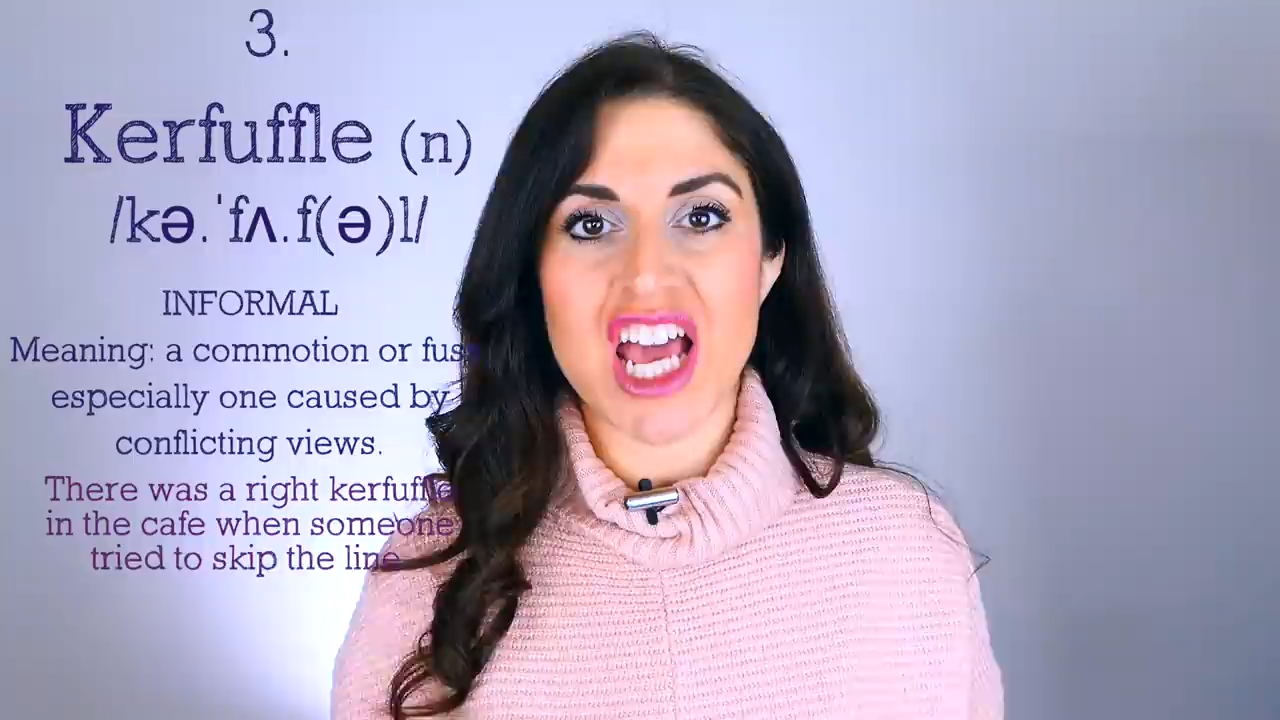 3.
Kerfuffle (n)
/kə.ˈfʌ.f(ə)l/
INFORMAL
Meaning: a commotion or fuss
especially one caused by
conflicting views.
There was a right kerfuffle
in the cafe when someone
tried to skip the line